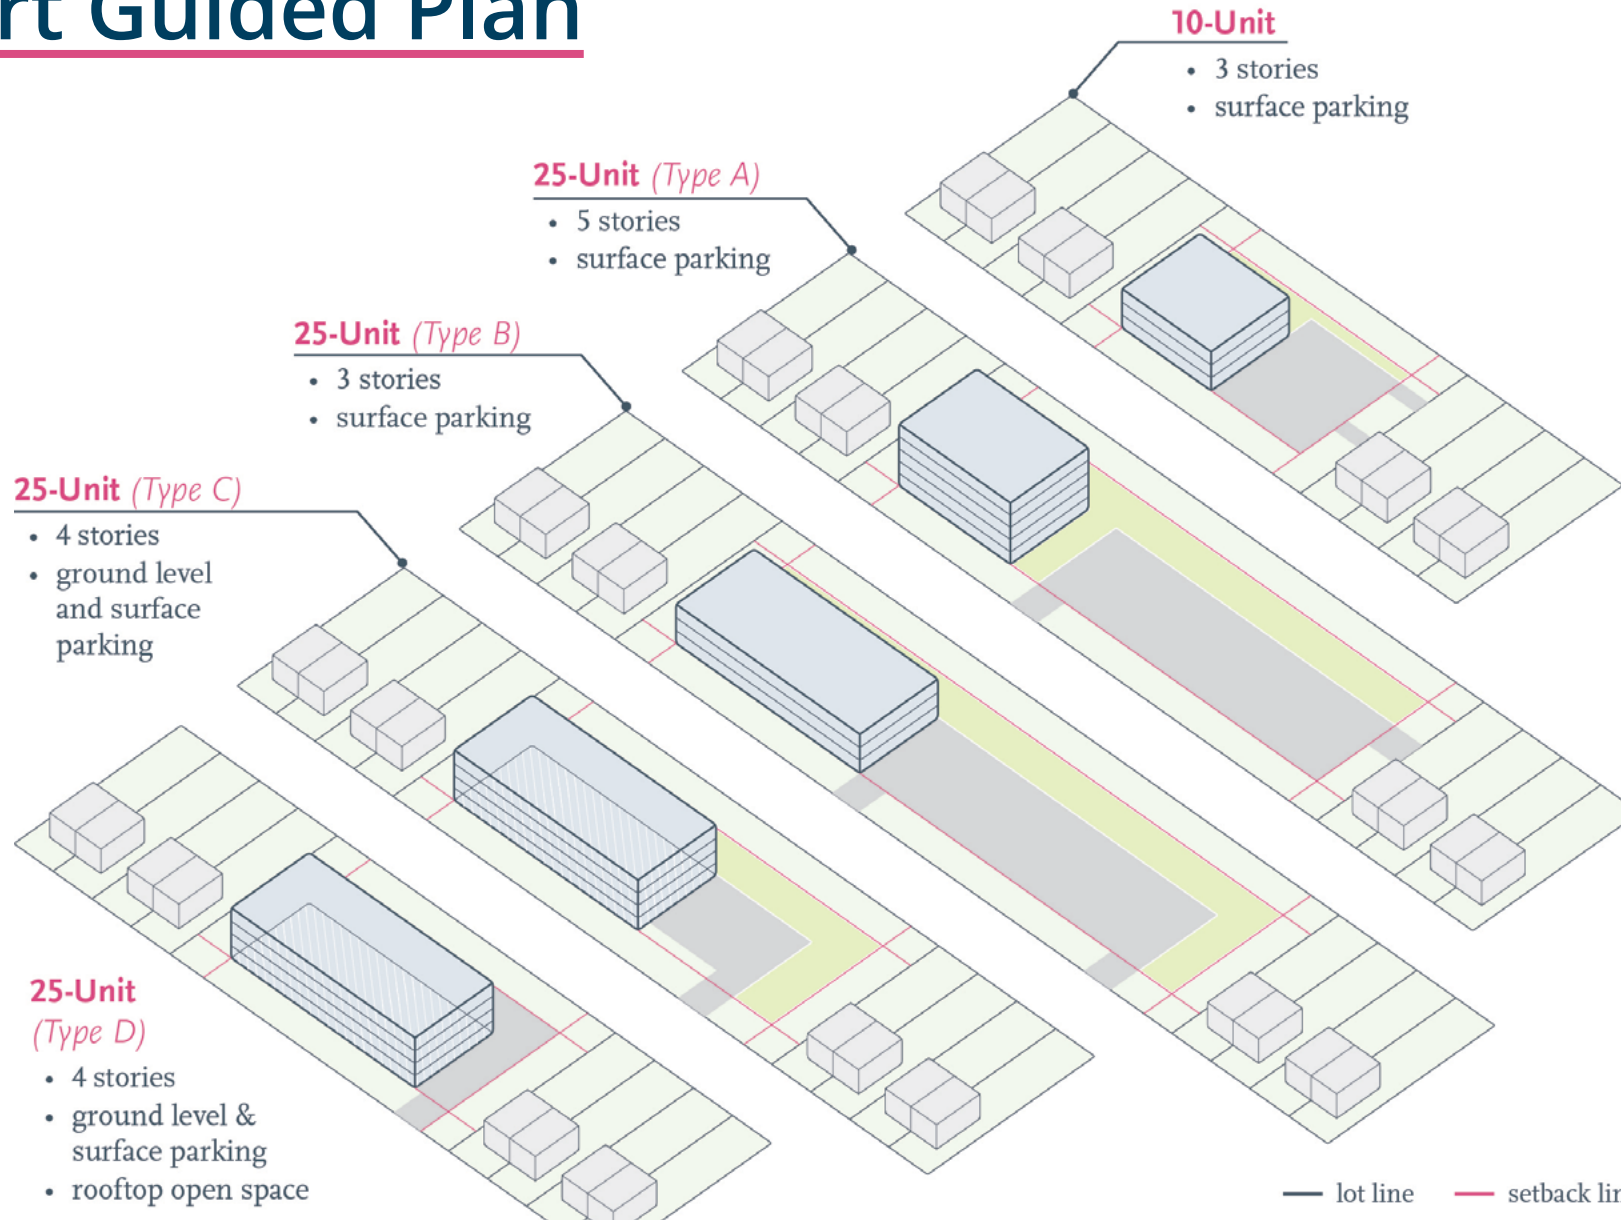 rt Guided Plan
10-Unit
• 3 stories
• surface parking
25-Unit (Type A)
• 5 stories
• surface parking
25-Unit (Type B)
• 3 stories
• surface parking
25-Unit (Type C)
• 4 stories
• ground level
and surface
parking
25-Unit
(Type D)
• 4 stories
• ground level &
surface parking
• rooftop open space
lot line
setback lin